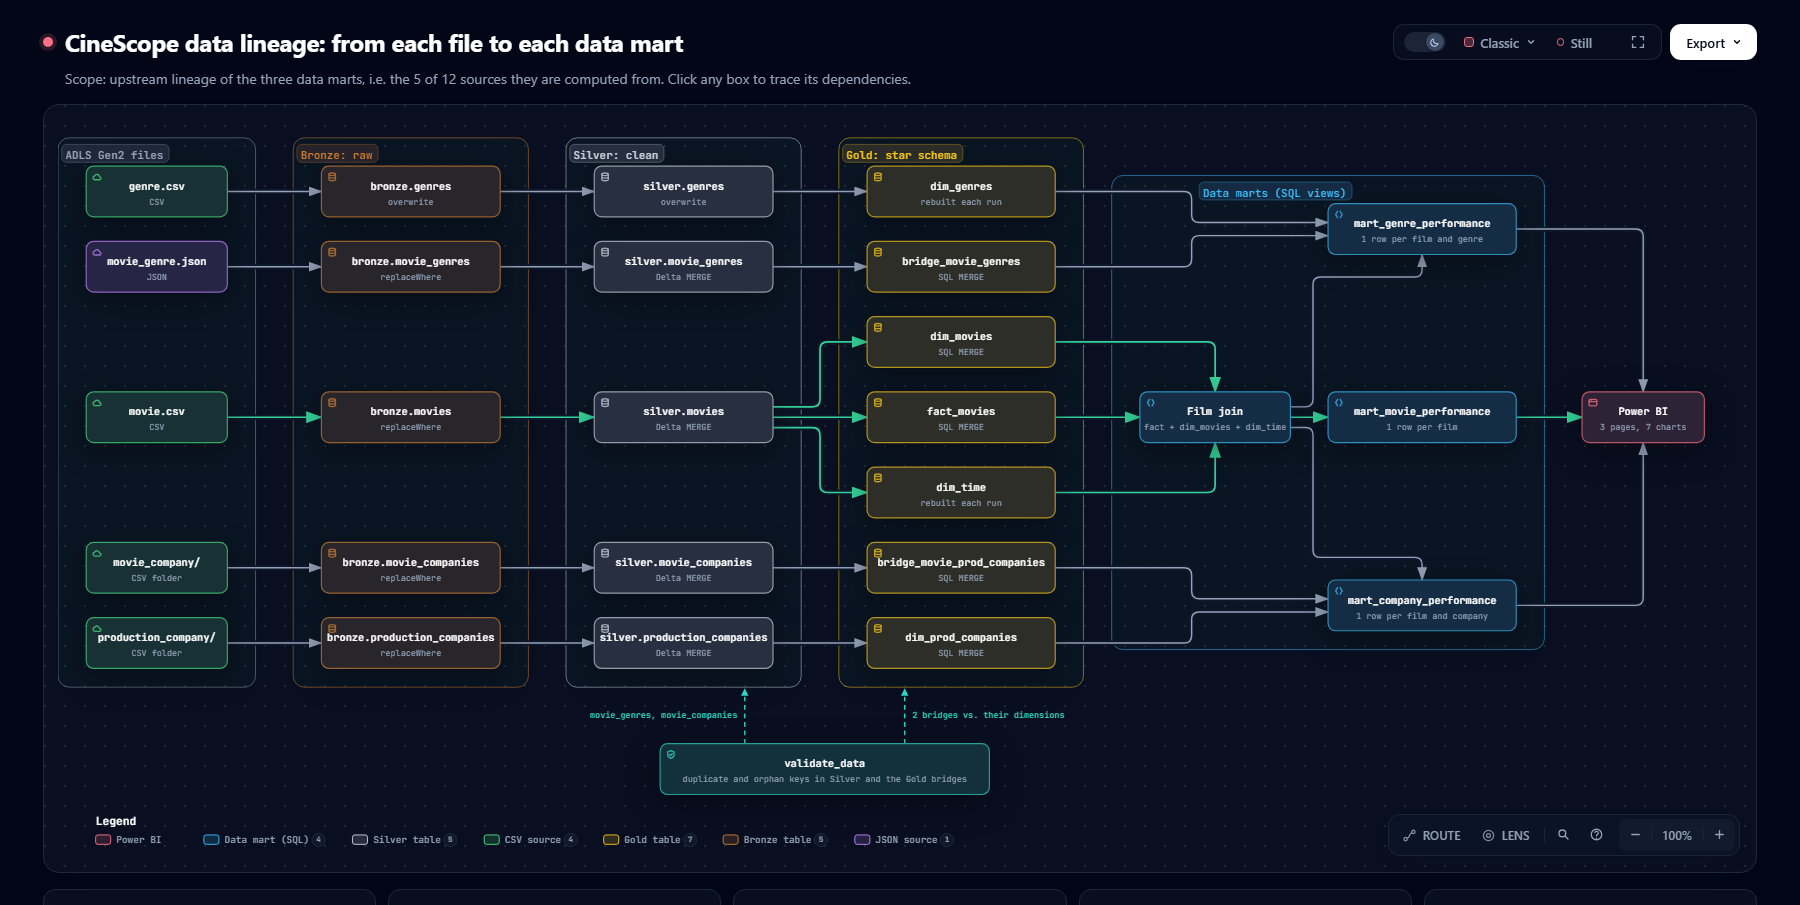 CineScope data lineage: from each file to each data mart
Classic
Still
Export
Scope: upstream lineage of the three data marts, i.e. the 5 of 12 sources they are computed from. Click any box to trace its dependencies.
ADLS Gen2 files
genre.csv
CSV
movie_genre.json
JSON
movie.csv
CSV
movie_company/
CSV folder
production_company/
CSV folder
Bronze: raw
bronze.genres
overwrite
bronze.movie_genres
replaceWhere
bronze.movies
replaceWhere
bronze.movie_companies
replaceWhere
bronze.production_companies
replaceWhere
Silver: clean
silver.genres
overwrite
silver.movie_genres
Delta MERGE
silver.movies
Delta MERGE
silver.movie_companies
Delta MERGE
silver.production_companies
Delta MERGE
Gold: star schema
dim_genres
rebuilt each run
bridge_movie_genres
SQL MERGE
dim_movies
SQL MERGE
fact_movies
SQL MERGE
dim_time
rebuilt each run
bridge_movie_prod_companies
SQL MERGE
dim_prod_companies
SQL MERGE
Data marts (SQL views)
mart_genre_performance
1 row per film and genre
Film join
fact + dim_movies + dim_time
mart_movie_performance
1 row per film
mart_company_performance
1 row per film and company
Power BI
3 pages, 7 charts
movie_genres, movie_companies
2 bridges vs. their dimensions
validate_data
duplicate and orphan keys in Silver and the Gold bridges
Legend
Power BI
Data mart (SQL) 4
Silver table 5
CSV source 4
Gold table 7
Bronze table 5
JSON source 1
ROUTE
LENS
100%